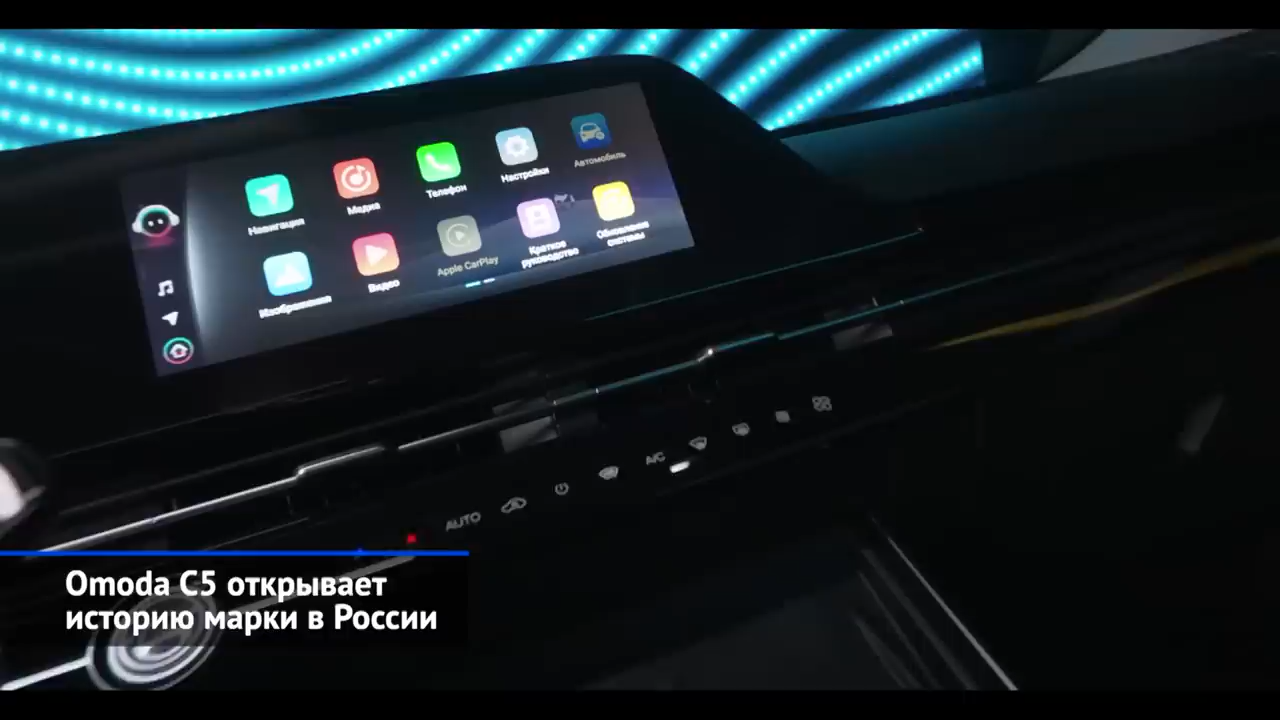 Навигация
Медиа
Телефон
Настройки
Автомобиль
Изображения
Видео
Apple CarPlay
Краткое
руководство
Обновление
системы
AUTO
A/C
Omoda C5 открывает
историю марки в России